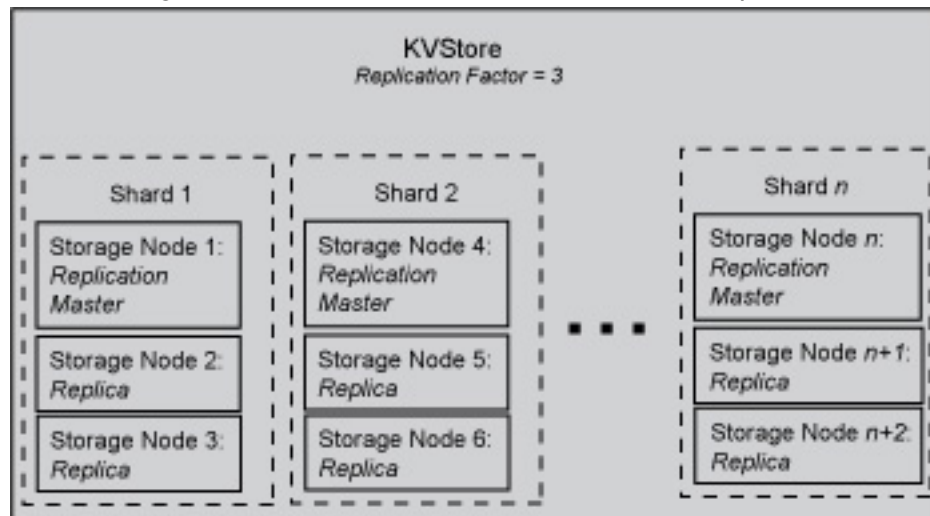 KVStore
Replication Factor = 3
Shard 1
Storage Node 1:
Replication
Master
Storage Node 2:
Replica
Storage Node 3:
Replica
Shard 2
Storage Node 4:
Replication
Master
Storage Node 5:
Replica
Storage Node 6:
Replica
Shard n
Storage Node n:
Replication
Master
Storage Node n+1:
Replica
Storage Node n+2:
Replica